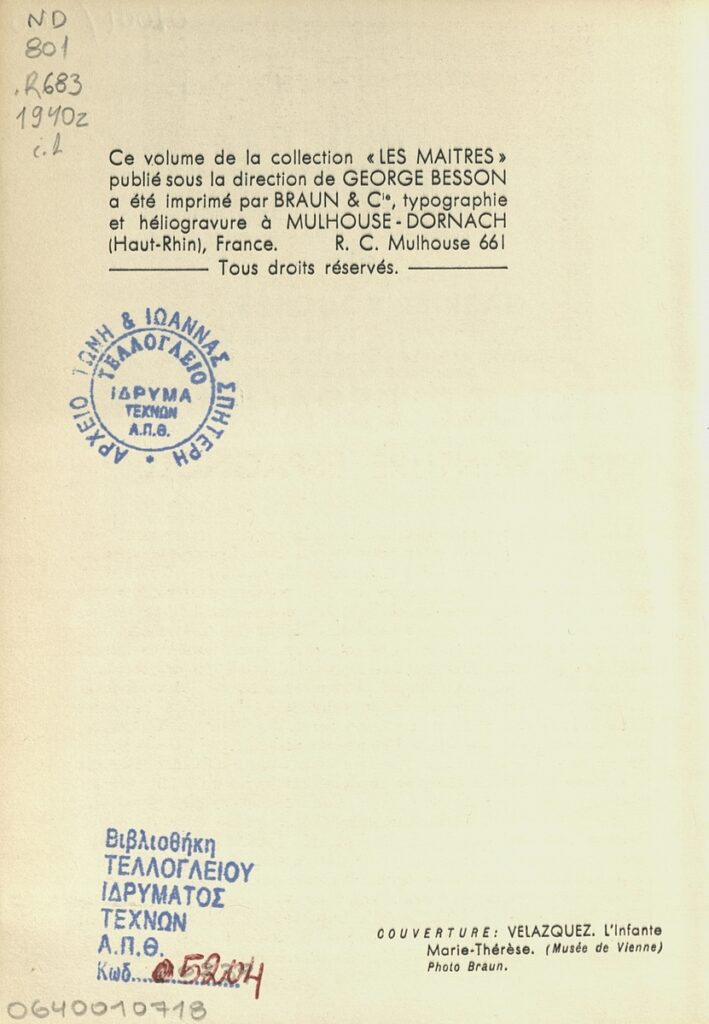 ND
801
.R683
1940z
c.1
Ce volume de la collection « LES MAITRES »
publié sous la direction de GEORGE BESSON
a été imprimé par BRAUN & Cie, typographie
et héliogravure à MULHOUSE - DORNACH
(Haut-Rhin), France. R. C. Mulhouse 661
Tous droits réservés.
ΑΡΧΕΙΟ ΤΩΝΗ & ΙΩΑΝΝΑΣ ΣΠΗΤΕΡΗ *
ΤΕΛΛΟΓΛΕΙΟ
ΙΔΡΥΜΑ
ΤΕΧΝΩΝ
Α.Π.Θ.
Βιβλιοθήκη
ΤΕΛΛΟΓΛΕΙΟΥ
ΙΔΡΥΜΑΤΟΣ
ΤΕΧΝΩΝ
Α.Π.Θ.
Κωδ. 05204
COUVERTURE: VELAZQUEZ. L'Infante
Marie-Thérèse. (Musée de Vienne)
Photo Braun.
0640010718